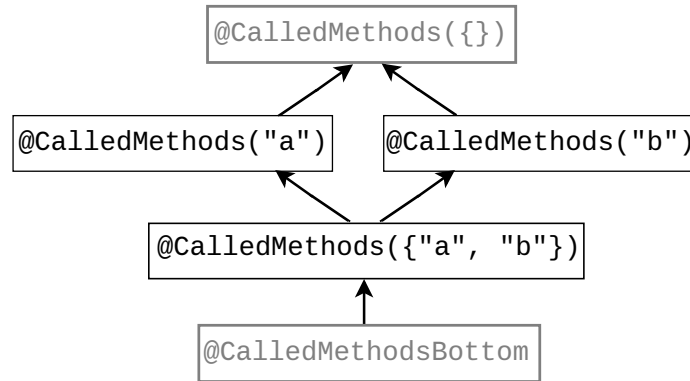 @CalledMethods({})
@CalledMethods("a")
@CalledMethods("b")
@CalledMethods({"a", "b"})
@CalledMethodsBottom